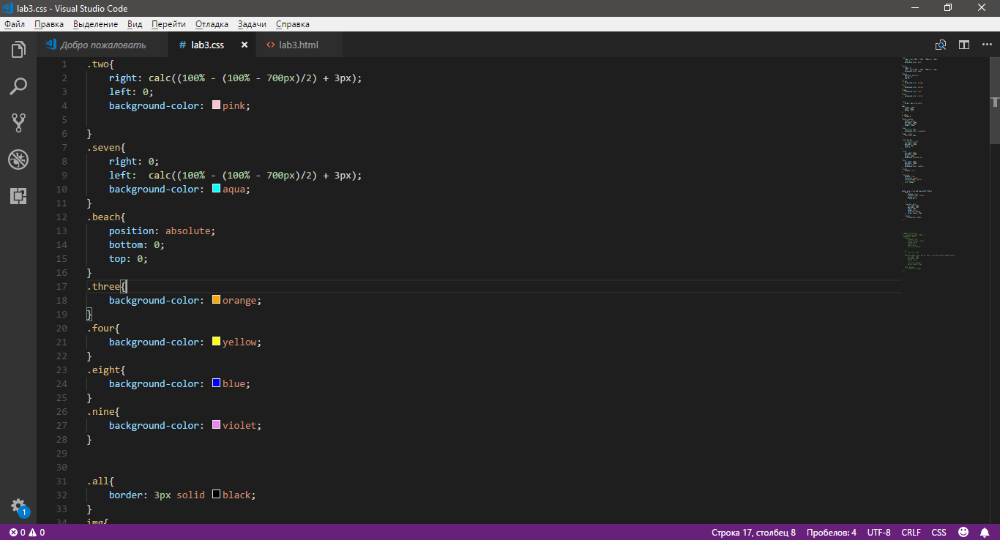 lab3.css - Visual Studio Code
Файл Правка Выделение Вид Перейти Отладка Задачи Справка
Добро пожаловать # lab3.css × <> lab3.html
1 .two{
2 right: calc((100% - (100% - 700px)/2) + 3px);
3 left: 0;
4 background-color: pink;
5
6 }
7 .seven{
8 right: 0;
9 left:  calc((100% - (100% - 700px)/2) + 3px);
10 background-color: aqua;
11 }
12 .beach{
13 position: absolute;
14 bottom: 0;
15 top: 0;
16 }
17 .three{
18 background-color: orange;
19 }
20 .four{
21 background-color: yellow;
22 }
23 .eight{
24 background-color: blue;
25 }
26 .nine{
27 background-color: violet;
28 }
29
30
31 .all{
32 border: 3px solid black;
33 }
34 img{
1
0 0 Строка 17, столбец 8 Пробелов: 4 UTF-8 CRLF CSS